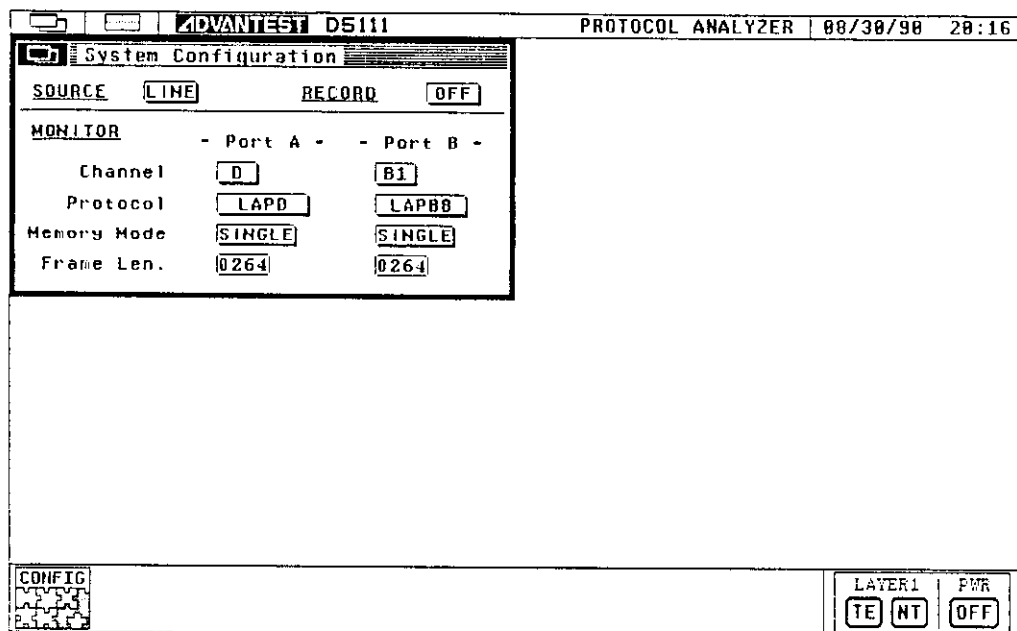 ADVANTEST D5111 PROTOCOL ANALYZER 08/30/90 20:16
System Configuration
SOURCE LINE RECORD OFF
MONITOR - Port A - - Port B -
Channel D B1
Protocol LAPD LAPB8
Memory Mode SINGLE SINGLE
Frame Len. 0264 0264
CONFIG
LAYER1 PWR
TE NT OFF